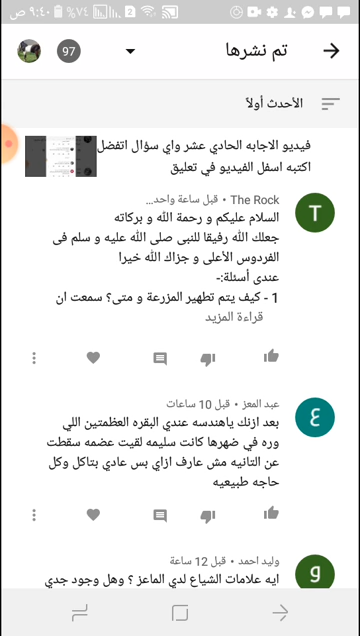 ٩:٤٠ ص
٧٤%
تم نشرها
97
الأحدث أولاً
فيديو الاجابه الحادي عشر واي سؤال اتفضل
اكتبه اسفل الفيديو في تعليق
The Rock • قبل ساعة واحد...
السلام عليكم و رحمة الله و بركاته
جعلك الله رفيقا للنبى صلى الله عليه و سلم فى
الفردوس الأعلى و جزاك الله خيرا
عندى أسئلة:-
1 - كيف يتم تطهير المزرعة و متى؟ سمعت ان
قراءة المزيد
T
عبد المعز • قبل 10 ساعات
بعد ازنك ياهندسه عندي البقره العظمتين اللي
وره في ضهرها كانت سليمه لقيت عضمه سقطت
عن التانيه مش عارف ازاي بس عادي بتاكل وكل
حاجه طبيعيه
ع
وليد احمد • قبل 12 ساعة
ايه علامات الشياع لدي الماعز ؟ وهل وجود جدي
و